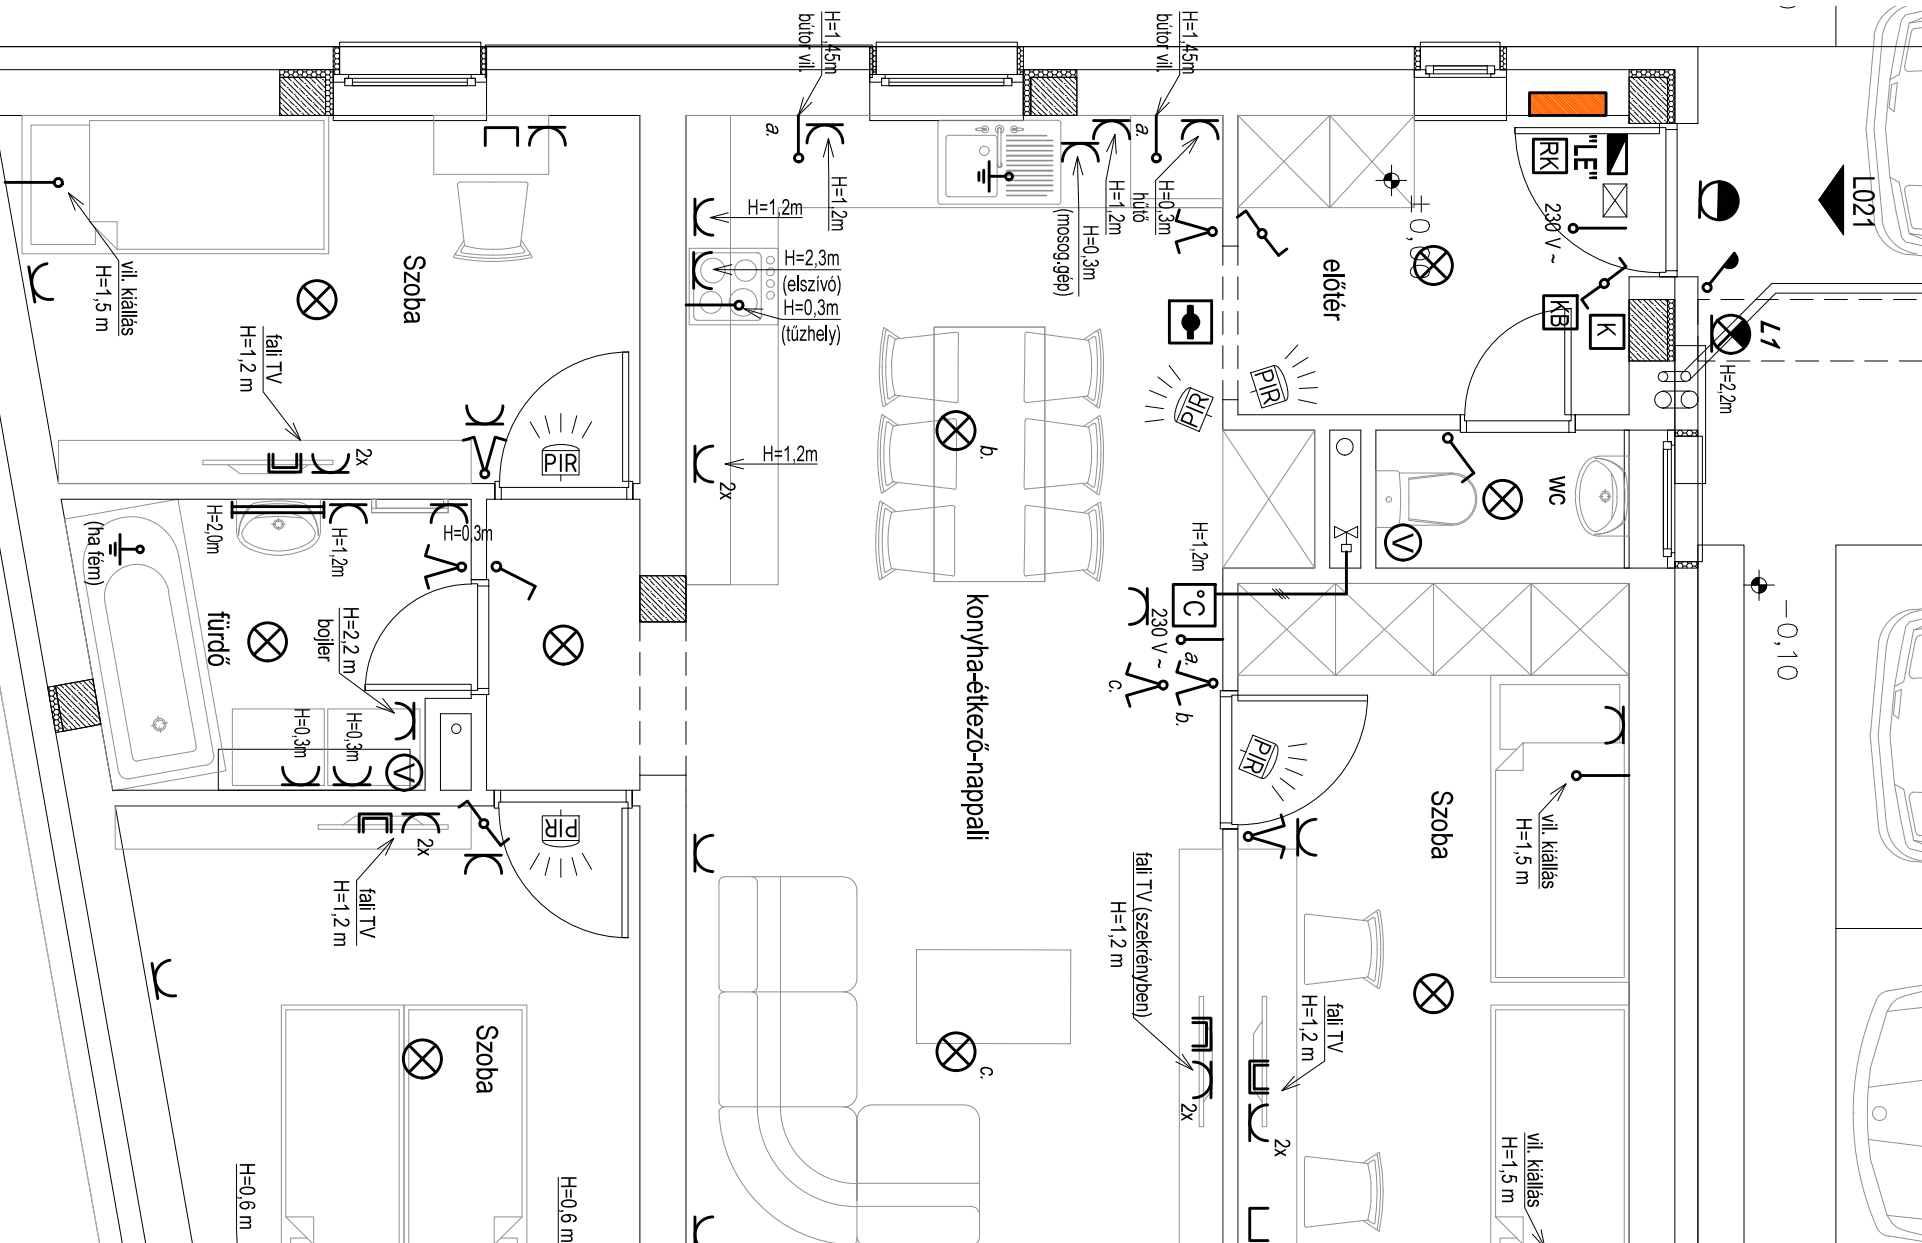 H=1,45m
bútor vil.
H=1,45m
bútor vil.
a.
a.
H=1,2m
H=1,2m
hűtő
H=0,3m
H=0,3m
(mosog.gép)
H=1,2m
H=2,3m
(elszívó)
H=0,3m
(tűzhely)
RK
"LE"
230 V ~
L021
L1
H=2,2m
KB
K
előtér
PIR
PIR
vil. kiállás
H=1,5 m
Szoba
fali TV
H=1,2 m
2x
PIR
H=1,2m
2x
b.
WC
V
H=1,2m
°C
230 V ~
a.
b.
c.
-0,10
H=2,0m
H=1,2m
H=0,3m
(ha fém)
fürdő
H=2,2 m
bojler
H=0,3m
H=0,3m
V
konyha-étkező-nappali
PIR
PIR
Szoba
vil. kiállás
H=1,5 m
2x
fali TV
H=1,2 m
fali TV (szekrényben)
H=1,2 m
2x
fali TV
H=1,2 m
2x
c.
Szoba
H=0,6 m
H=0,6 m
vil. kiállás
H=1,5 m